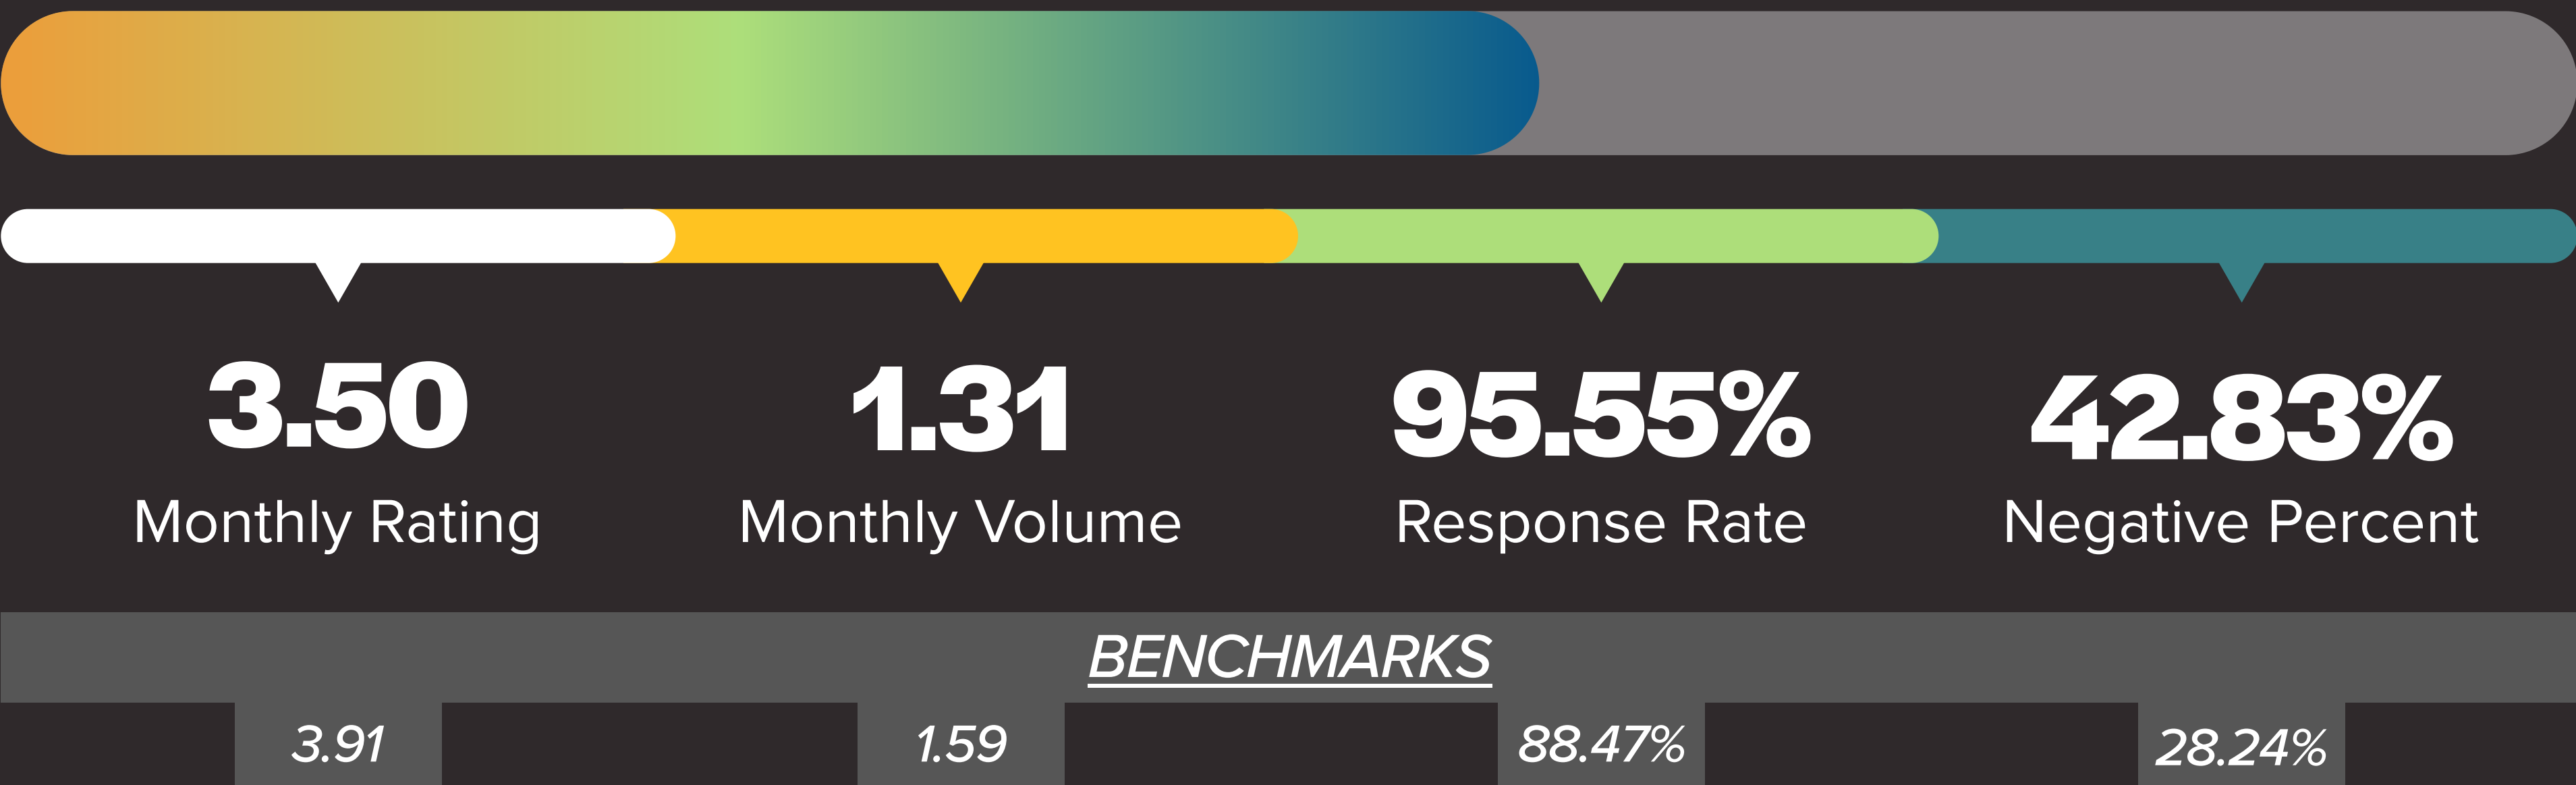 3.50 1.31 95.55% 42.83%
Monthly Rating Monthly Volume Response Rate Negative Percent
BENCHMARKS
3.91 1.59 88.47% 28.24%